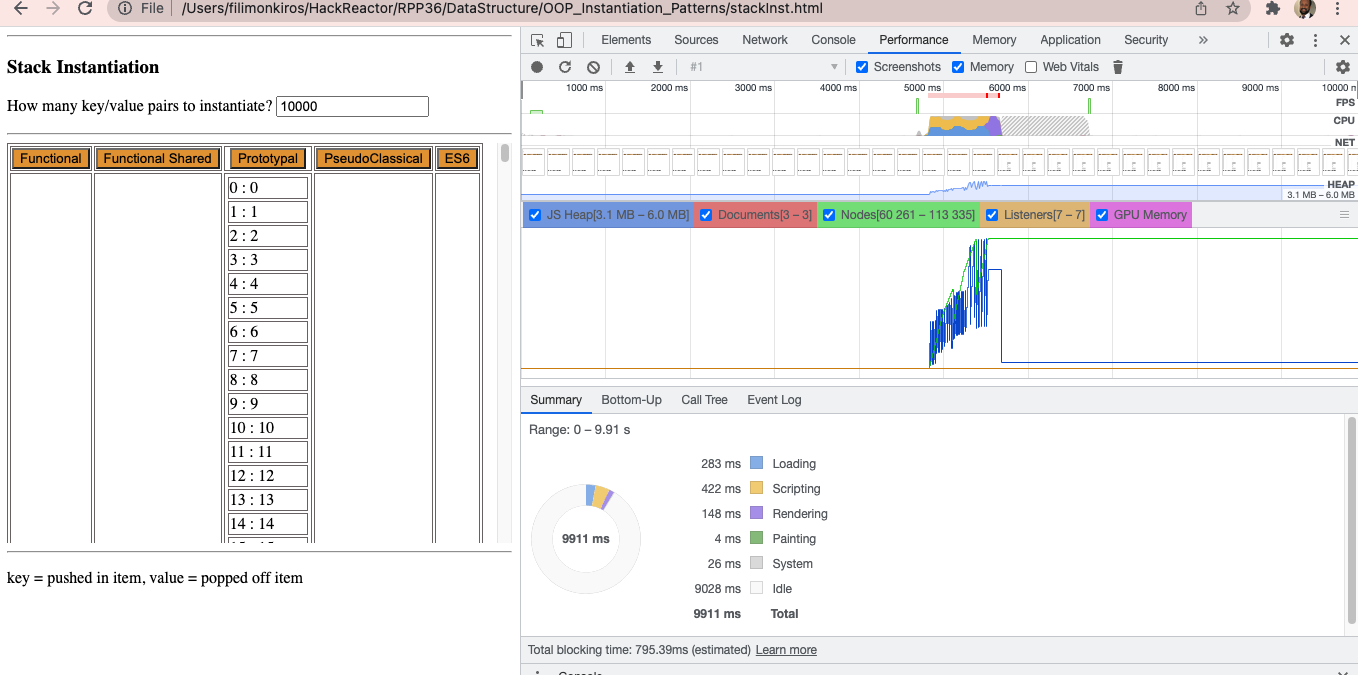 File /Users/filimonkiros/HackReactor/RPP36/DataStructure/OOP_Instantiation_Patterns/stackInst.html
Stack Instantiation
How many key/value pairs to instantiate? 10000
Functional Functional Shared Prototypal PseudoClassical ES6
0 : 0
1 : 1
2 : 2
3 : 3
4 : 4
5 : 5
6 : 6
7 : 7
8 : 8
9 : 9
10 : 10
11 : 11
12 : 12
13 : 13
14 : 14
key = pushed in item, value = popped off item
Elements Sources Network Console Performance Memory Application Security »
#1 Screenshots Memory Web Vitals
1000 ms 2000 ms 3000 ms 4000 ms 5000 ms 6000 ms 7000 ms 8000 ms 9000 ms 10000 m
FPS
CPU
NET
HEAP
3.1 MB – 6.0 MB
JS Heap[3.1 MB – 6.0 MB] Documents[3 – 3] Nodes[60 261 – 113 335] Listeners[7 – 7] GPU Memory
Summary Bottom-Up Call Tree Event Log
Range: 0 – 9.91 s
9911 ms
283 ms Loading
422 ms Scripting
148 ms Rendering
4 ms Painting
26 ms System
9028 ms Idle
9911 ms Total
Total blocking time: 795.39ms (estimated) Learn more
Console